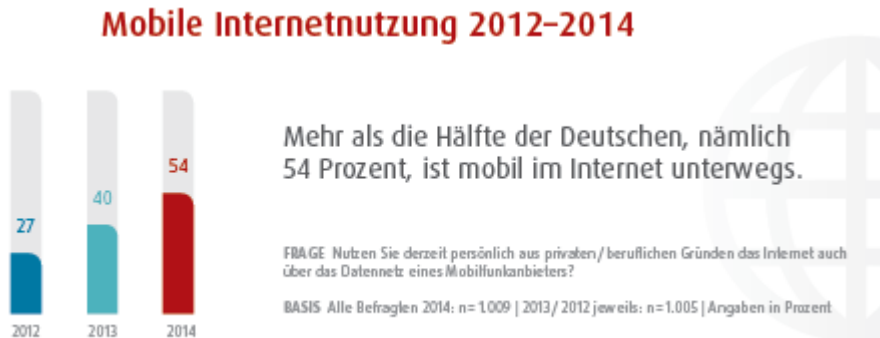 Mobile Internetnutzung 2012–2014
Mehr als die Hälfte der Deutschen, nämlich
54 Prozent, ist mobil im Internet unterwegs.
54
40
27
FRAGE Nutzen Sie derzeit persönlich aus privaten/beruflichen Gründen das Internet auch
über das Datennetz eines Mobilfunkanbieters?
BASIS Alle Befragten 2014: n=1.009 | 2013/2012 jeweils: n=1.005 | Angaben in Prozent
2012
2013
2014